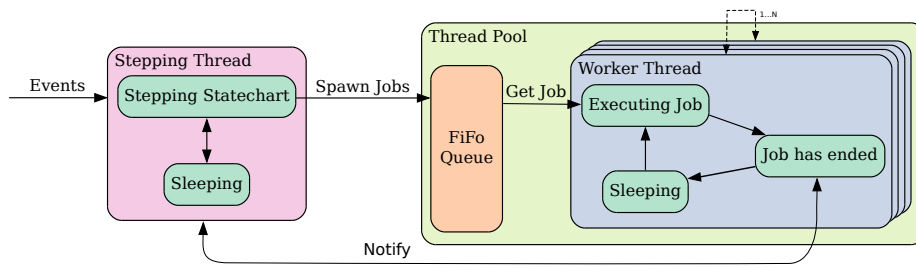 1...N
Thread Pool
Stepping Thread
Worker Thread
Events
Stepping Statechart
Spawn Jobs
Get Job
Executing Job
FiFo
Queue
Job has ended
Sleeping
Sleeping
Notify